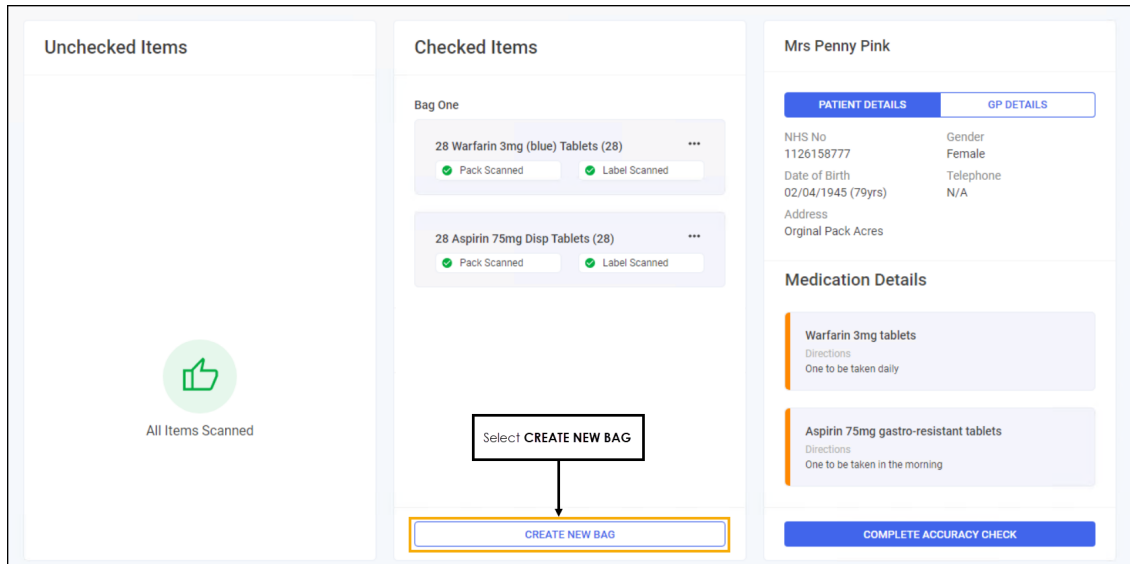 Unchecked Items
All Items Scanned
Checked Items
Bag One
28 Warfarin 3mg (blue) Tablets (28)
Pack Scanned Label Scanned
28 Aspirin 75mg Disp Tablets (28)
Pack Scanned Label Scanned
Select CREATE NEW BAG
CREATE NEW BAG
Mrs Penny Pink
PATIENT DETAILS GP DETAILS
NHS No Gender
1126158777 Female
Date of Birth Telephone
02/04/1945 (79yrs) N/A
Address
Orginal Pack Acres
Medication Details
Warfarin 3mg tablets
Directions
One to be taken daily
Aspirin 75mg gastro-resistant tablets
Directions
One to be taken in the morning
COMPLETE ACCURACY CHECK